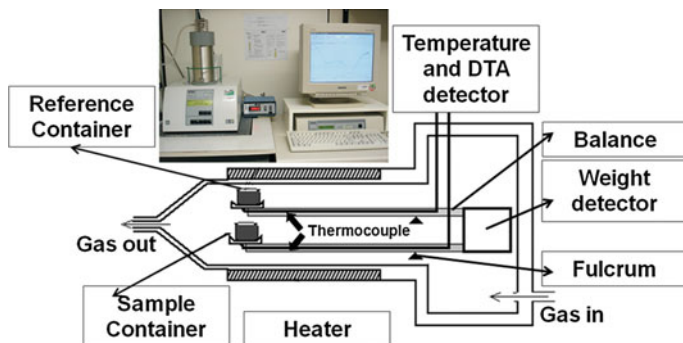 Temperature
and DTA
detector
Reference
Container
Balance
Weight
detector
Thermocouple
Gas out
Fulcrum
Sample
Container
Heater
Gas in